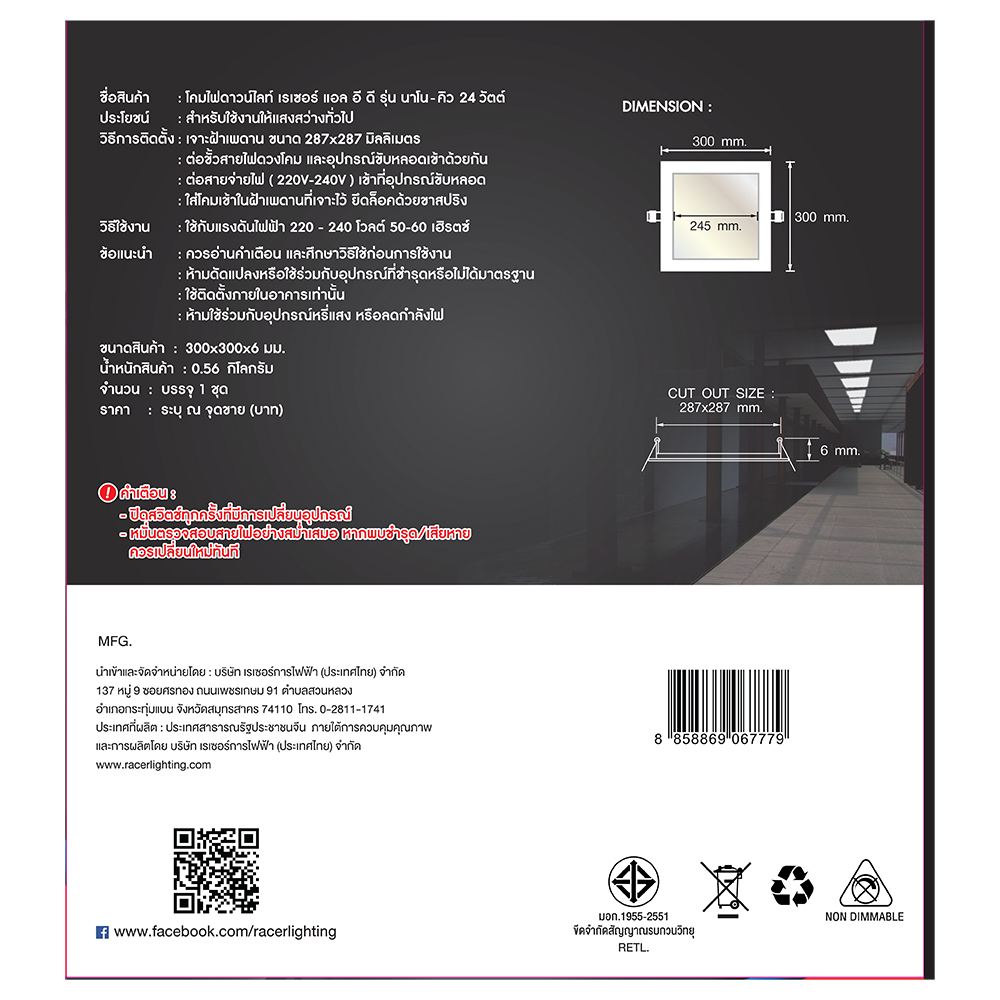 ชื่อสินค้า : โคมไฟดาวน์ไลท์ เรเซอร์ แอล อี ดี รุ่น นาโน-คิว 24 วัตต์
ประโยชน์ : สำหรับใช้งานให้แสงสว่างทั่วไป
วิธีการติดตั้ง : เจาะฝ้าเพดาน ขนาด 287x287 มิลลิเมตร
: ต่อขั้วสายไฟดวงโคม และอุปกรณ์ขับหลอดเข้าด้วยกัน
: ต่อสายจ่ายไฟ ( 220V-240V ) เข้าที่อุปกรณ์ขับหลอด
: ใส่โคมเข้าในฝ้าเพดานที่เจาะไว้ ยึดล็อคด้วยขาสปริง
วิธีใช้งาน : ใช้กับแรงดันไฟฟ้า 220 - 240 โวลต์ 50-60 เฮิรตซ์
ข้อแนะนำ : ควรอ่านคำเตือน และศึกษาวิธีใช้ก่อนการใช้งาน
: ห้ามดัดแปลงหรือใช้ร่วมกับอุปกรณ์ที่ชำรุดหรือไม่ได้มาตรฐาน
: ใช้ติดตั้งภายในอาคารเท่านั้น
: ห้ามใช้ร่วมกับอุปกรณ์หรี่แสง หรือลดกำลังไฟ
ขนาดสินค้า : 300x300x6 มม.
น้ำหนักสินค้า : 0.56 กิโลกรัม
จำนวน : บรรจุ 1 ชุด
ราคา : ระบุ ณ จุดขาย (บาท)
! คำเตือน :
- ปิดสวิตช์ทุกครั้งที่มีการเปลี่ยนอุปกรณ์
- หมั่นตรวจสอบสายไฟอย่างสม่ำเสมอ หากพบชำรุด/เสียหาย
ควรเปลี่ยนใหม่ทันที
DIMENSION :
300 mm.
300 mm.
245 mm.
CUT OUT SIZE :
287x287 mm.
6 mm.
MFG.
นำเข้าและจัดจำหน่ายโดย : บริษัท เรเซอร์การไฟฟ้า (ประเทศไทย) จำกัด
137 หมู่ 9 ซอยศรทอง ถนนเพชรเกษม 91 ตำบลสวนหลวง
อำเภอกระทุ่มแบน จังหวัดสมุทรสาคร 74110 โทร. 0-2811-1741
ประเทศที่ผลิต : ประเทศสาธารณรัฐประชาชนจีน ภายใต้การควบคุมคุณภาพ
และการผลิตโดย บริษัท เรเซอร์การไฟฟ้า (ประเทศไทย) จำกัด
www.racerlighting.com
8 858869 067779
www.facebook.com/racerlighting
มอก.1955-2551
ขีดจำกัดสัญญาณรบกวนวิทยุ
RETL.
NON DIMMABLE